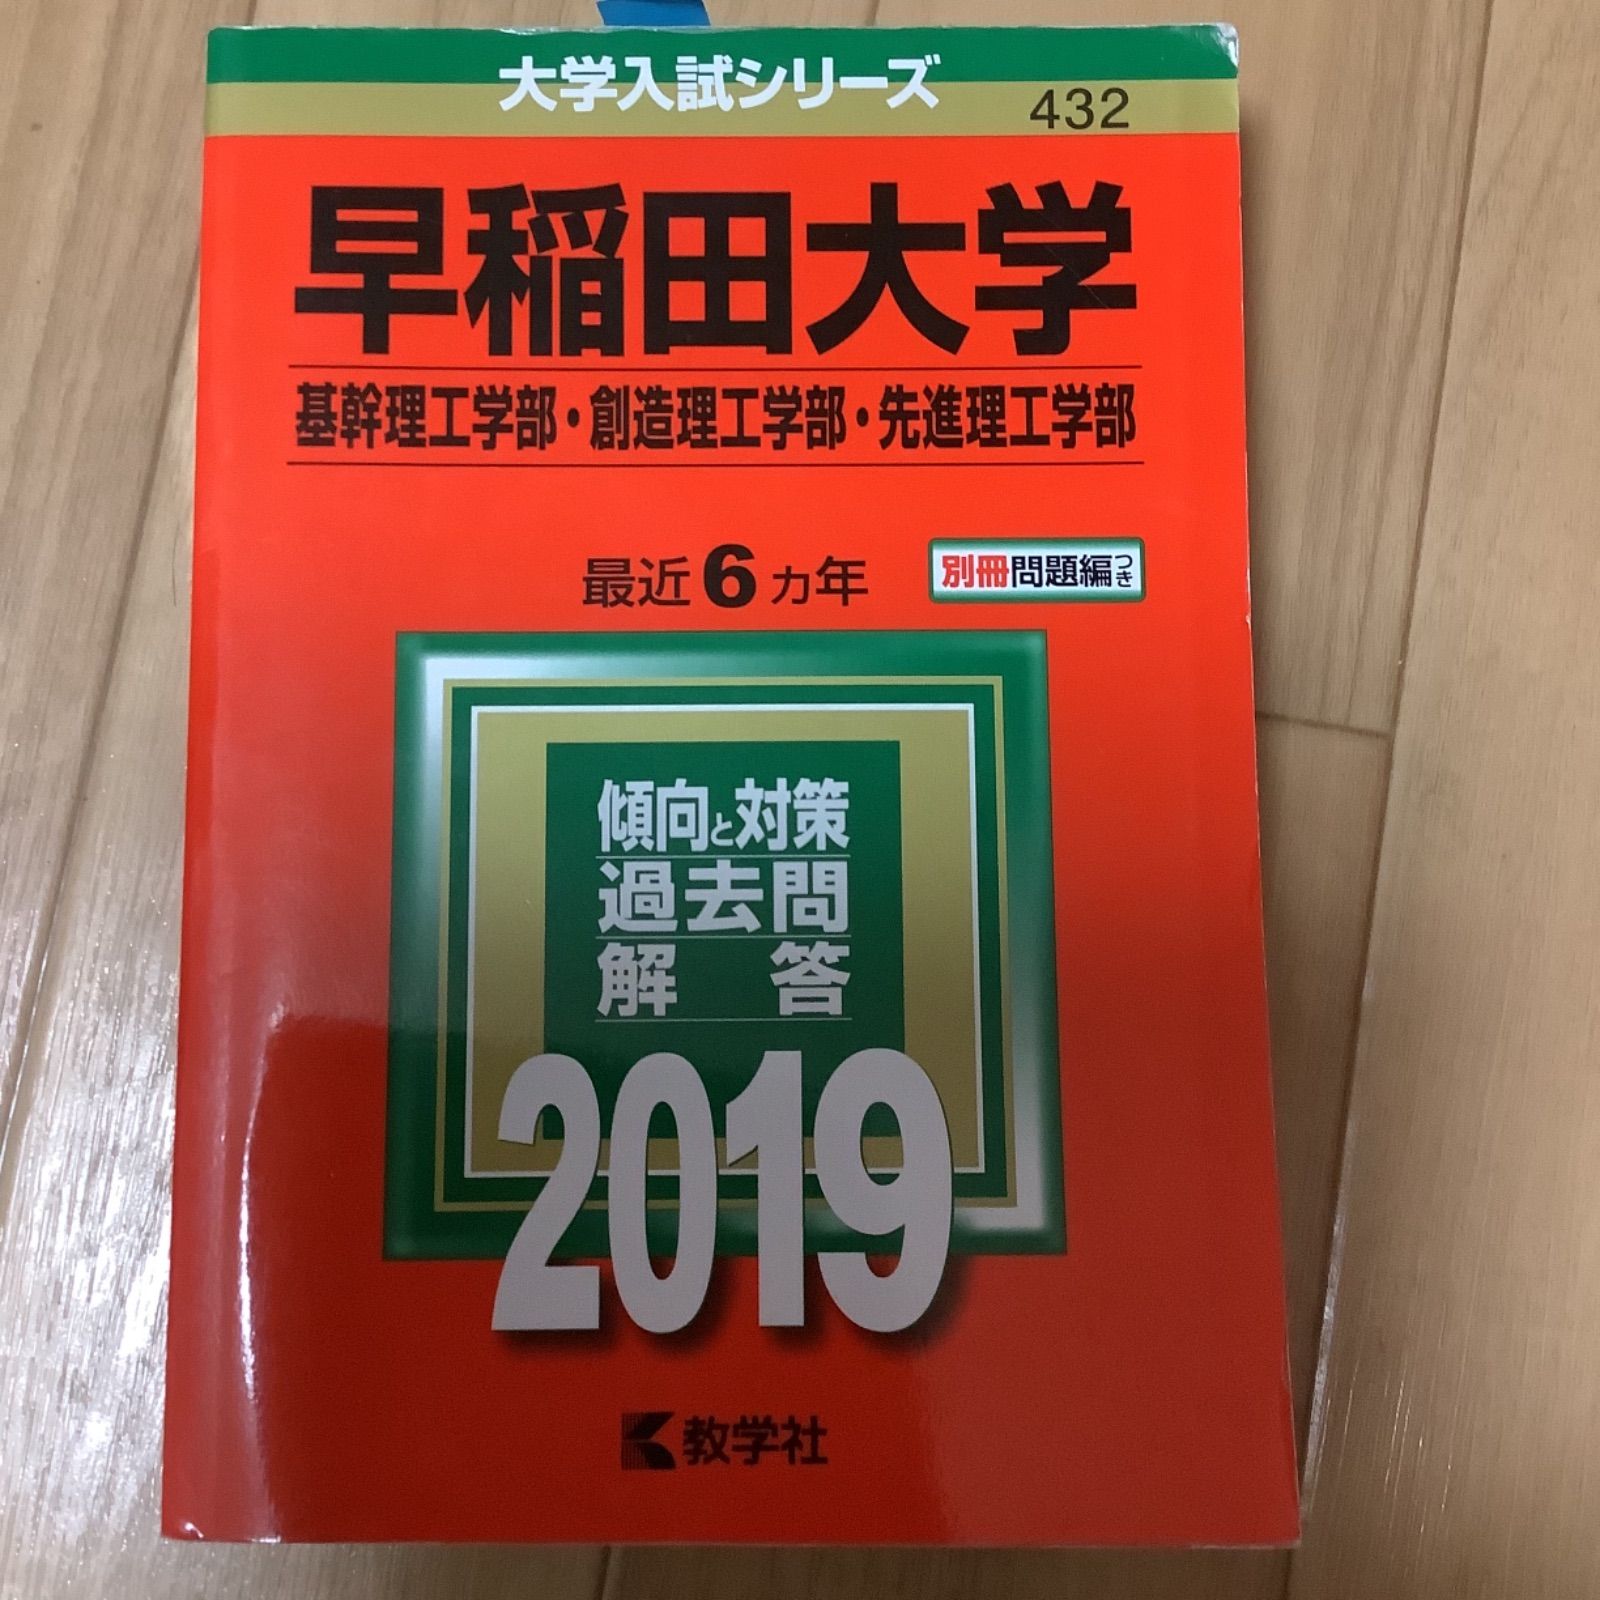 大学入試シリーズ
432
早稲田大学
基幹理工学部・創造理工学部・先進理工学部
最近6カ年
別冊問題編つき
傾向と対策
過去問
解答
2019
教学社